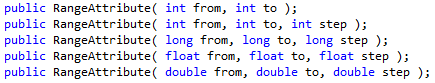 public RangeAttribute( int from, int to );
public RangeAttribute( int from, int to, int step );
public RangeAttribute( long from, long to, long step );
public RangeAttribute( float from, float to, float step );
public RangeAttribute( double from, double to, double step );